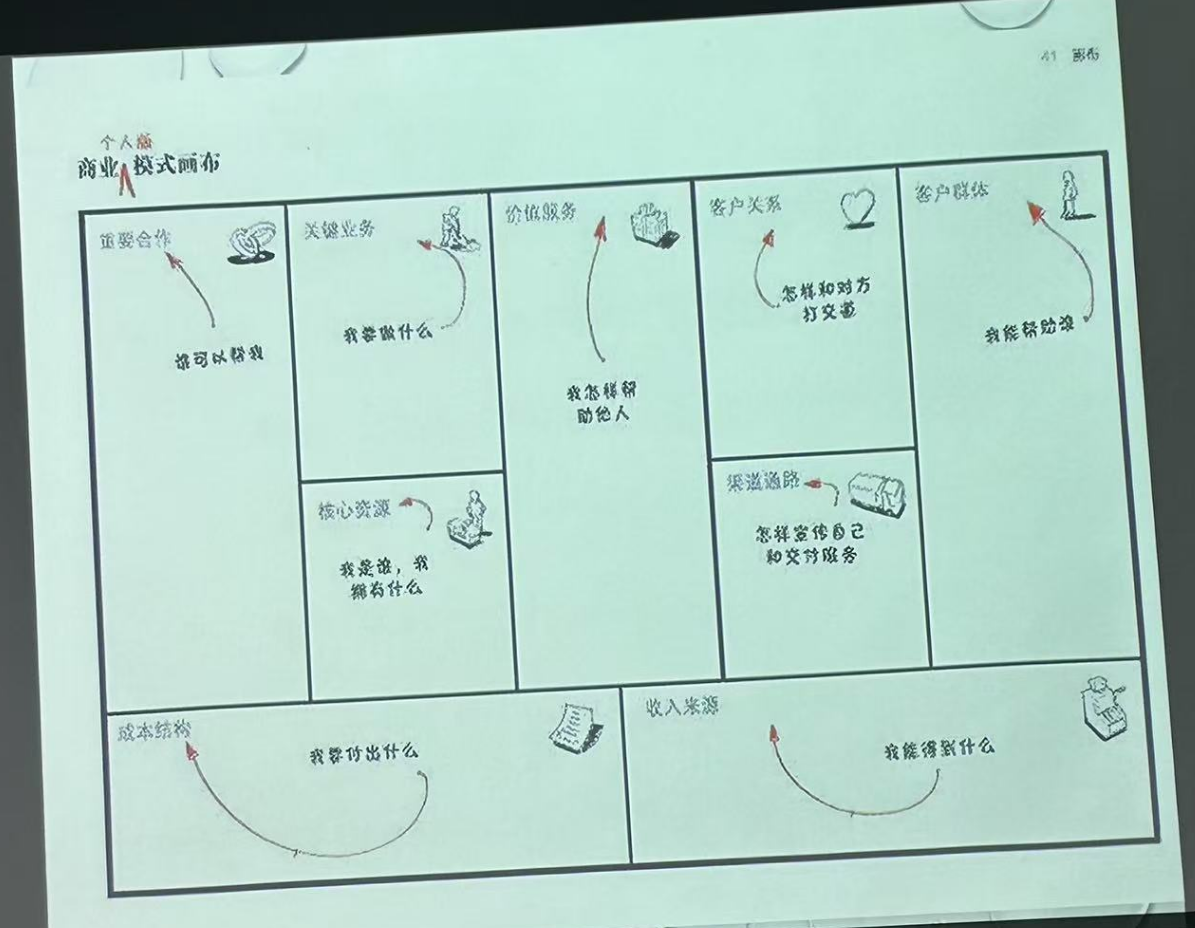 41 画布
个人版
商业 模式画布
重要合作
谁可以帮我
关键业务
我要做什么
核心资源
我是谁，我
拥有什么
价值服务
我怎样帮
助他人
客户关系
怎样和对方
打交道
渠道通路
怎样宣传自己
和交付服务
客户群体
我能帮助谁
成本结构
我要付出什么
收入来源
我能得到什么